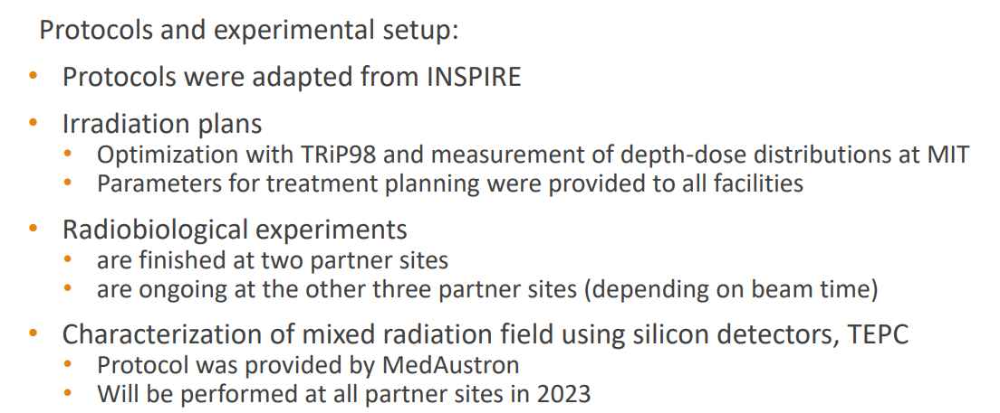 Protocols and experimental setup:
• Protocols were adapted from INSPIRE
• Irradiation plans
• Optimization with TRiP98 and measurement of depth-dose distributions at MIT
• Parameters for treatment planning were provided to all facilities
• Radiobiological experiments
• are finished at two partner sites
• are ongoing at the other three partner sites (depending on beam time)
• Characterization of mixed radiation field using silicon detectors, TEPC
• Protocol was provided by MedAustron
• Will be performed at all partner sites in 2023